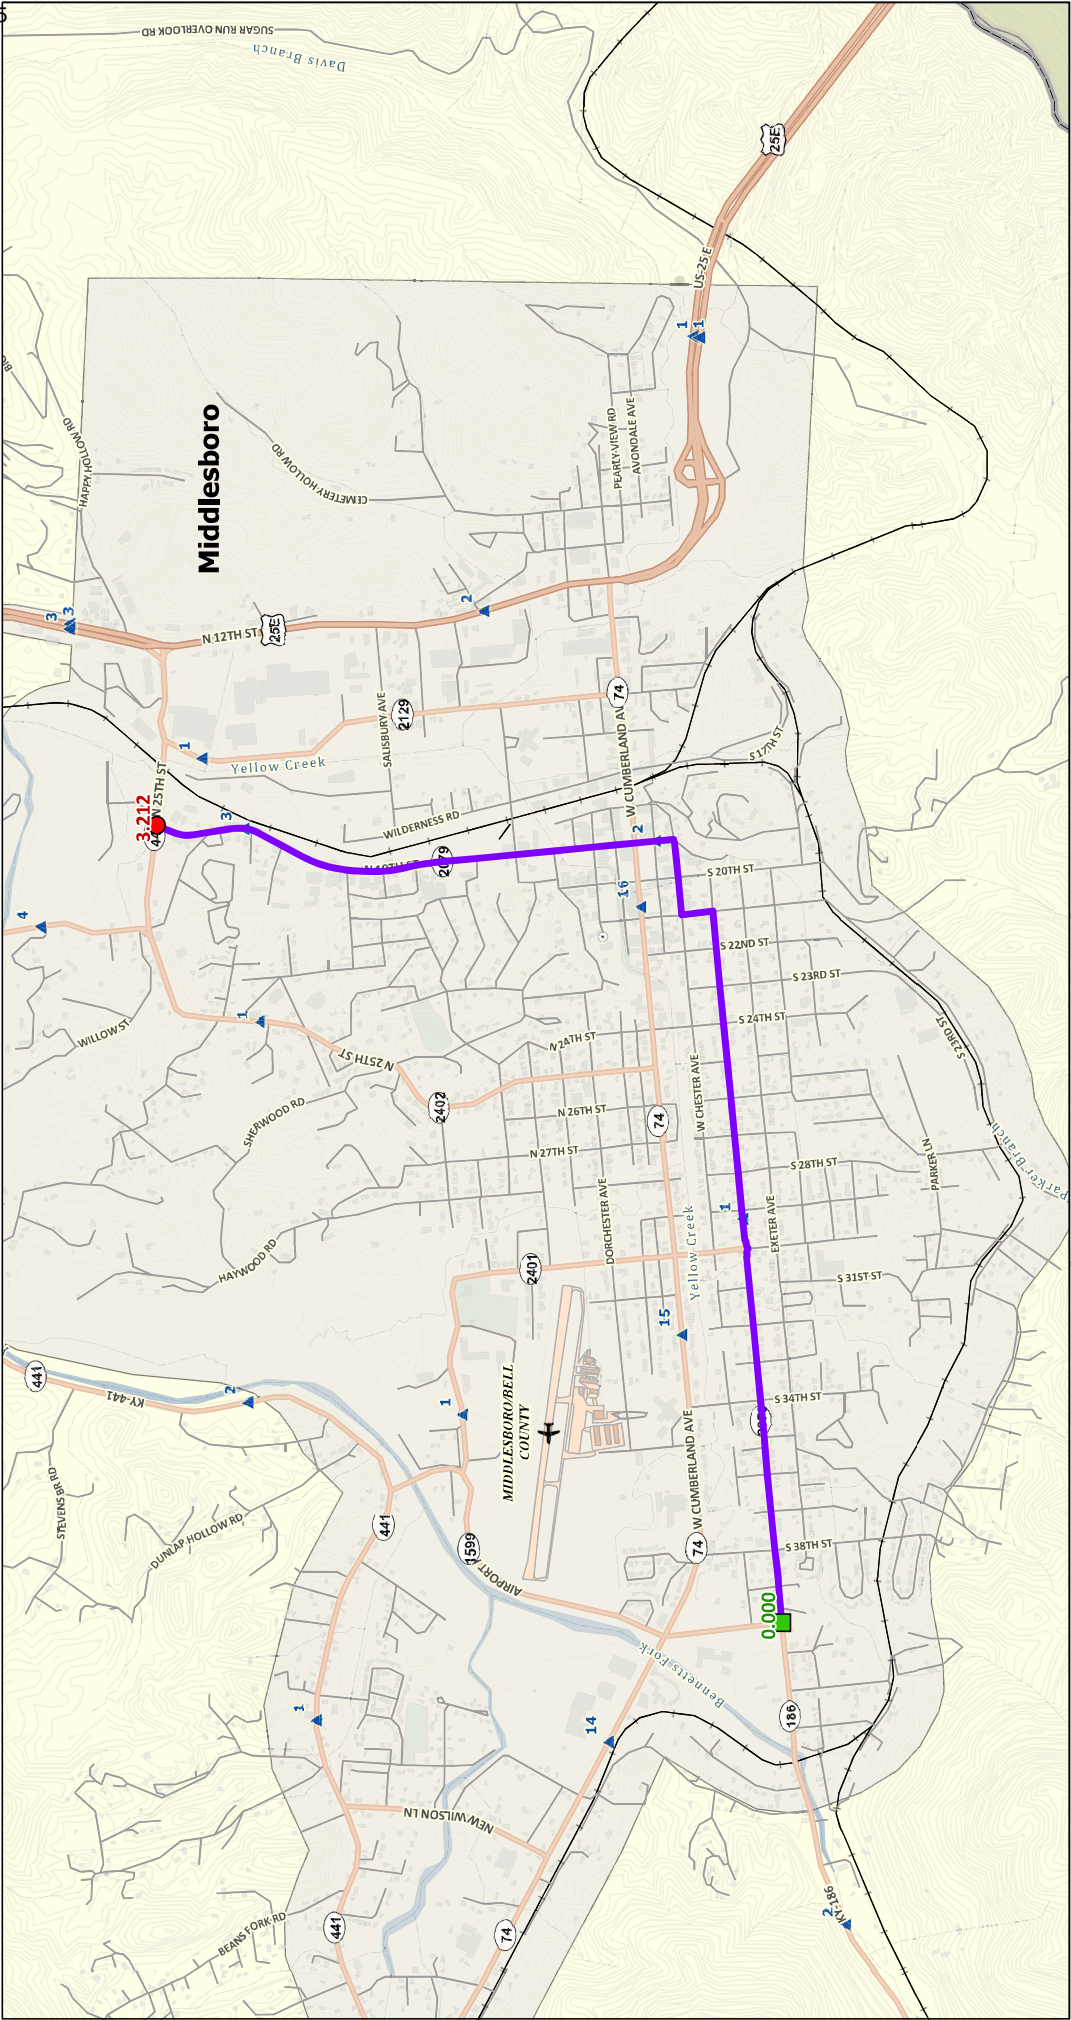 5
SUGAR RUN OVERLOOK RD
Davis Branch
25E
US-25 E
1
1
HAPPY HOLLOW RD
Middlesboro
CEMETERY HOLLOW RD
PEARLY VIEW RD
AVONDALE AVE
3
3
N 12TH ST
25E
2
74
2129
SALISBURY AVE
1
Yellow Creek
W CUMBERLAND AV
S 17TH ST
N 25TH ST
3.212
3
WILDERNESS RD
2
2079
16
S 20TH ST
4
S 22ND ST
S 23RD ST
WILLOW ST
1
N 25TH ST
N 24TH ST
S 24TH ST
S 23RD ST
2402
SHERWOOD RD
N 26TH ST
74
W CHESTER AVE
N 27TH ST
S 28TH ST
PARKER LN
Parker Branch
DORCHESTER AVE
1
EXETER AVE
Yellow Creek
HAYWOOD RD
2401
S 31ST ST
15
441
KY-441
2
1
MIDDLESBORO/BELL
COUNTY
S 34TH ST
W CUMBERLAND AVE
STEVENS BR RD
DUNLAP HOLLOW RD
441
1599
AIRPORT
74
S 38TH ST
0.000
Bennetts Fork
1
14
186
NEW WILSON LN
441
BEANS FORK RD
74
2
KY-186